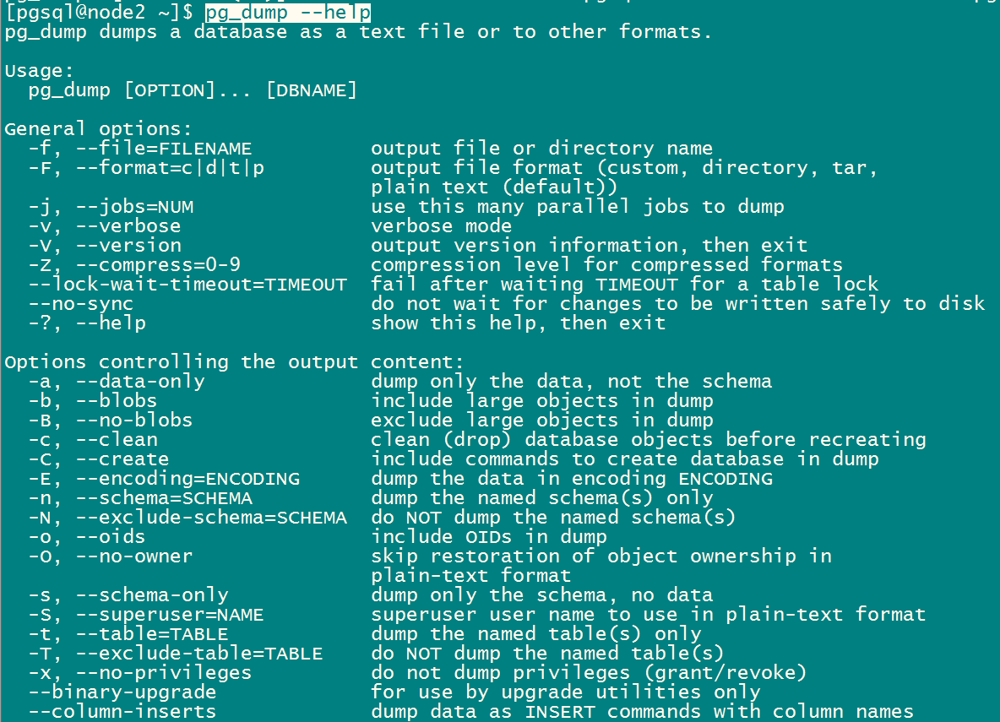 [pgsql@node2 ~]$ pg_dump --help
pg_dump dumps a database as a text file or to other formats.

Usage:
  pg_dump [OPTION]... [DBNAME]

General options:
  -f, --file=FILENAME          output file or directory name
  -F, --format=c|d|t|p         output file format (custom, directory, tar,
                               plain text (default))
  -j, --jobs=NUM               use this many parallel jobs to dump
  -v, --verbose                verbose mode
  -V, --version                output version information, then exit
  -Z, --compress=0-9           compression level for compressed formats
  --lock-wait-timeout=TIMEOUT  fail after waiting TIMEOUT for a table lock
  --no-sync                    do not wait for changes to be written safely to disk
  -?, --help                   show this help, then exit

Options controlling the output content:
  -a, --data-only              dump only the data, not the schema
  -b, --blobs                  include large objects in dump
  -B, --no-blobs               exclude large objects in dump
  -c, --clean                  clean (drop) database objects before recreating
  -C, --create                 include commands to create database in dump
  -E, --encoding=ENCODING      dump the data in encoding ENCODING
  -n, --schema=SCHEMA          dump the named schema(s) only
  -N, --exclude-schema=SCHEMA  do NOT dump the named schema(s)
  -o, --oids                   include OIDs in dump
  -O, --no-owner               skip restoration of object ownership in
                               plain-text format
  -s, --schema-only            dump only the schema, no data
  -S, --superuser=NAME         superuser user name to use in plain-text format
  -t, --table=TABLE            dump the named table(s) only
  -T, --exclude-table=TABLE    do NOT dump the named table(s)
  -x, --no-privileges          do not dump privileges (grant/revoke)
  --binary-upgrade             for use by upgrade utilities only
  --column-inserts             dump data as INSERT commands with column names